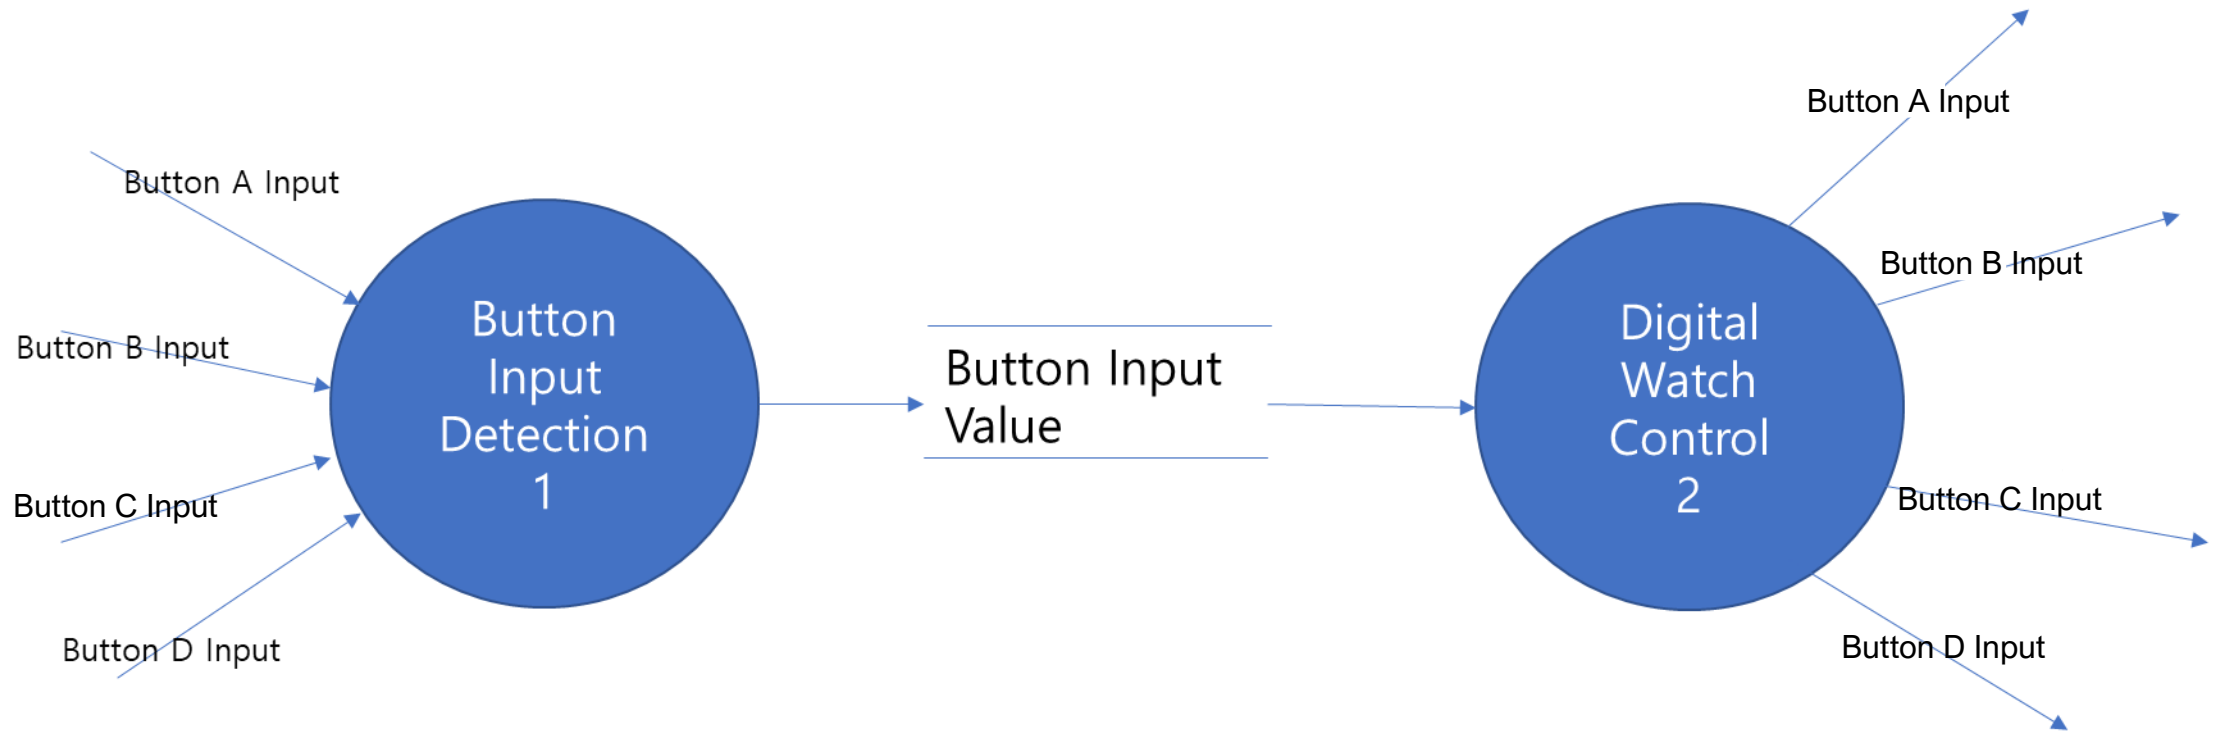 Button A Input
Button B Input
Button C Input
Button D Input
Button
Input
Detection
1
Button Input
Value
Digital
Watch
Control
2
Button A Input
Button B Input
Button C Input
Button D Input